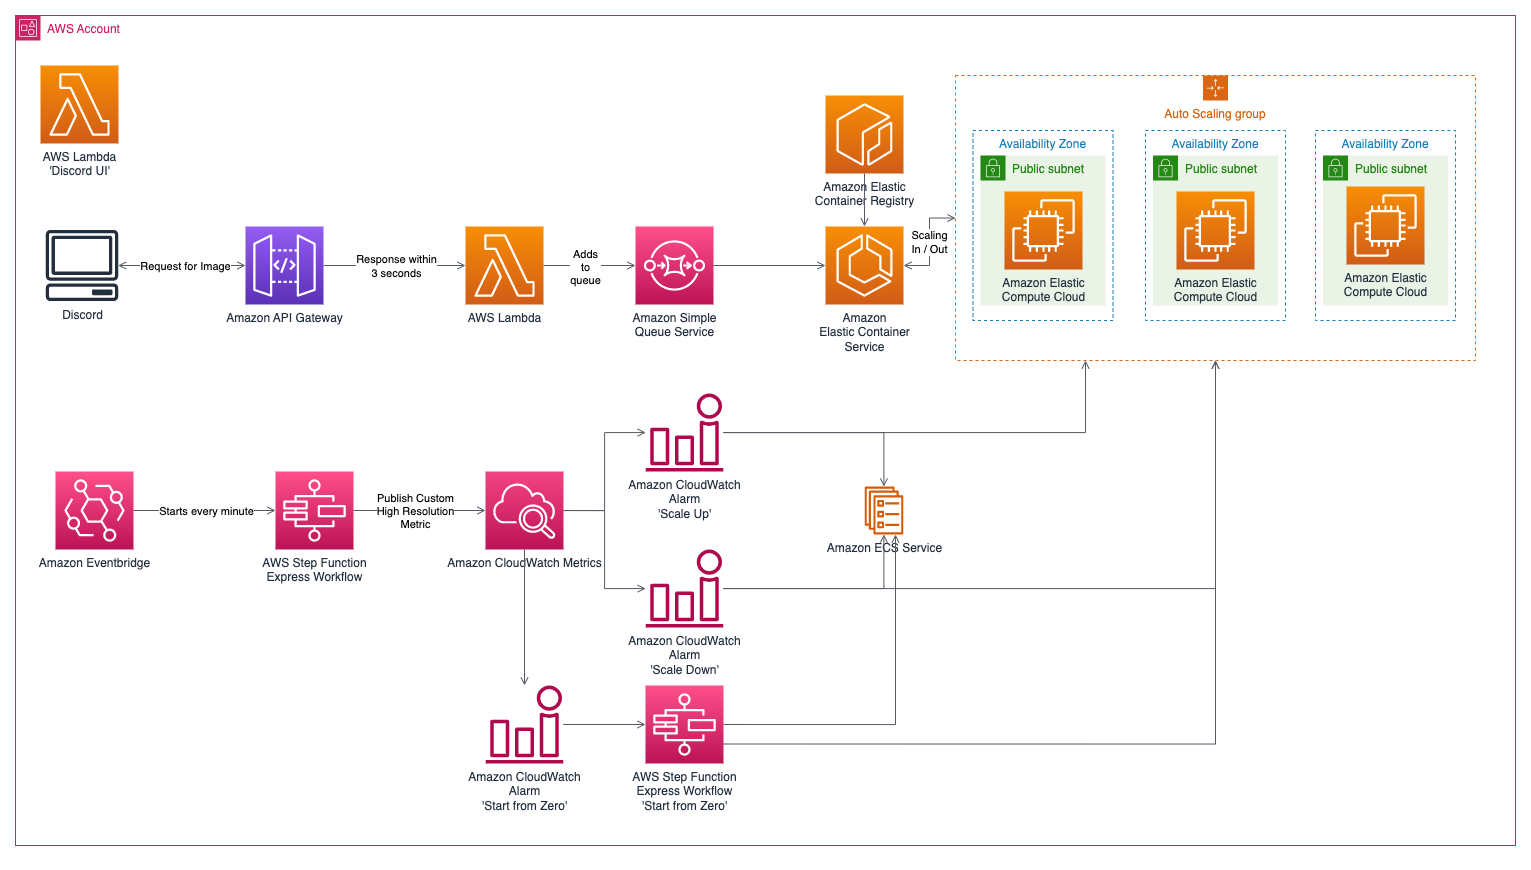 AWS Account
AWS Lambda
'Discord UI'
Amazon Elastic
Container Registry
Auto Scaling group
Availability Zone
Public subnet
Amazon Elastic
Compute Cloud
Availability Zone
Public subnet
Amazon Elastic
Compute Cloud
Availability Zone
Public subnet
Amazon Elastic
Compute Cloud
Discord
Request for Image
Amazon API Gateway
Response within
3 seconds
AWS Lambda
Adds
to
queue
Amazon Simple
Queue Service
Amazon
Elastic Container
Service
Scaling
In / Out
Amazon Eventbridge
Starts every minute
AWS Step Function
Express Workflow
Publish Custom
High Resolution
Metric
Amazon CloudWatch Metrics
Amazon CloudWatch
Alarm
'Scale Up'
Amazon ECS Service
Amazon CloudWatch
Alarm
'Scale Down'
Amazon CloudWatch
Alarm
'Start from Zero'
AWS Step Function
Express Workflow
'Start from Zero'